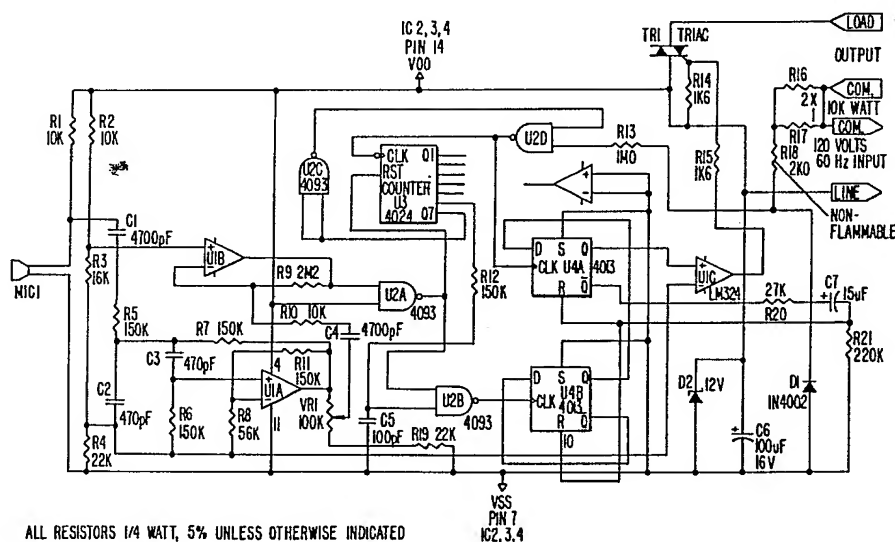 LOAD
TR1 TRIAC
OUTPUT
IC 2,3,4
PIN 14
VDD
R14
1K6
R16
COM.
10K WATT
2 X
1
COM.
R17
120 VOLTS
60 Hz INPUT
R18
2K0
LINE
NON-
FLAMMABLE
R1
10K
R2
10K
U2C
4093
CLK Q1
RST
COUNTER
U3
4024 Q7
U2D
R13
1M0
R15
1K6
C1
4700pF
MIC1
R3
16K
+
-
U1B
R9 2M2
U2A
4093
R12
150K
+
-
D S Q
CLK U4A 4013
R Q
+
-
U1C
LM324
27K
R20
C7
+
15uF
R21
220K
R10 10K
C4
4700pF
R5
150K
R7 150K
C3
470pF
R11
150K
4
+
-
U1A
11
VR1
100K
C2
470pF
R6
150K
R8
56K
R4
22K
C5
100pF
R19 22K
U2B
4093
D S Q
CLK U4B
4013
R Q
10
D2 12V
D1
1N4002
+
C6
100uF
16V
VSS
PIN 7
IC2,3,4
ALL RESISTORS 1/4 WATT, 5% UNLESS OTHERWISE INDICATED